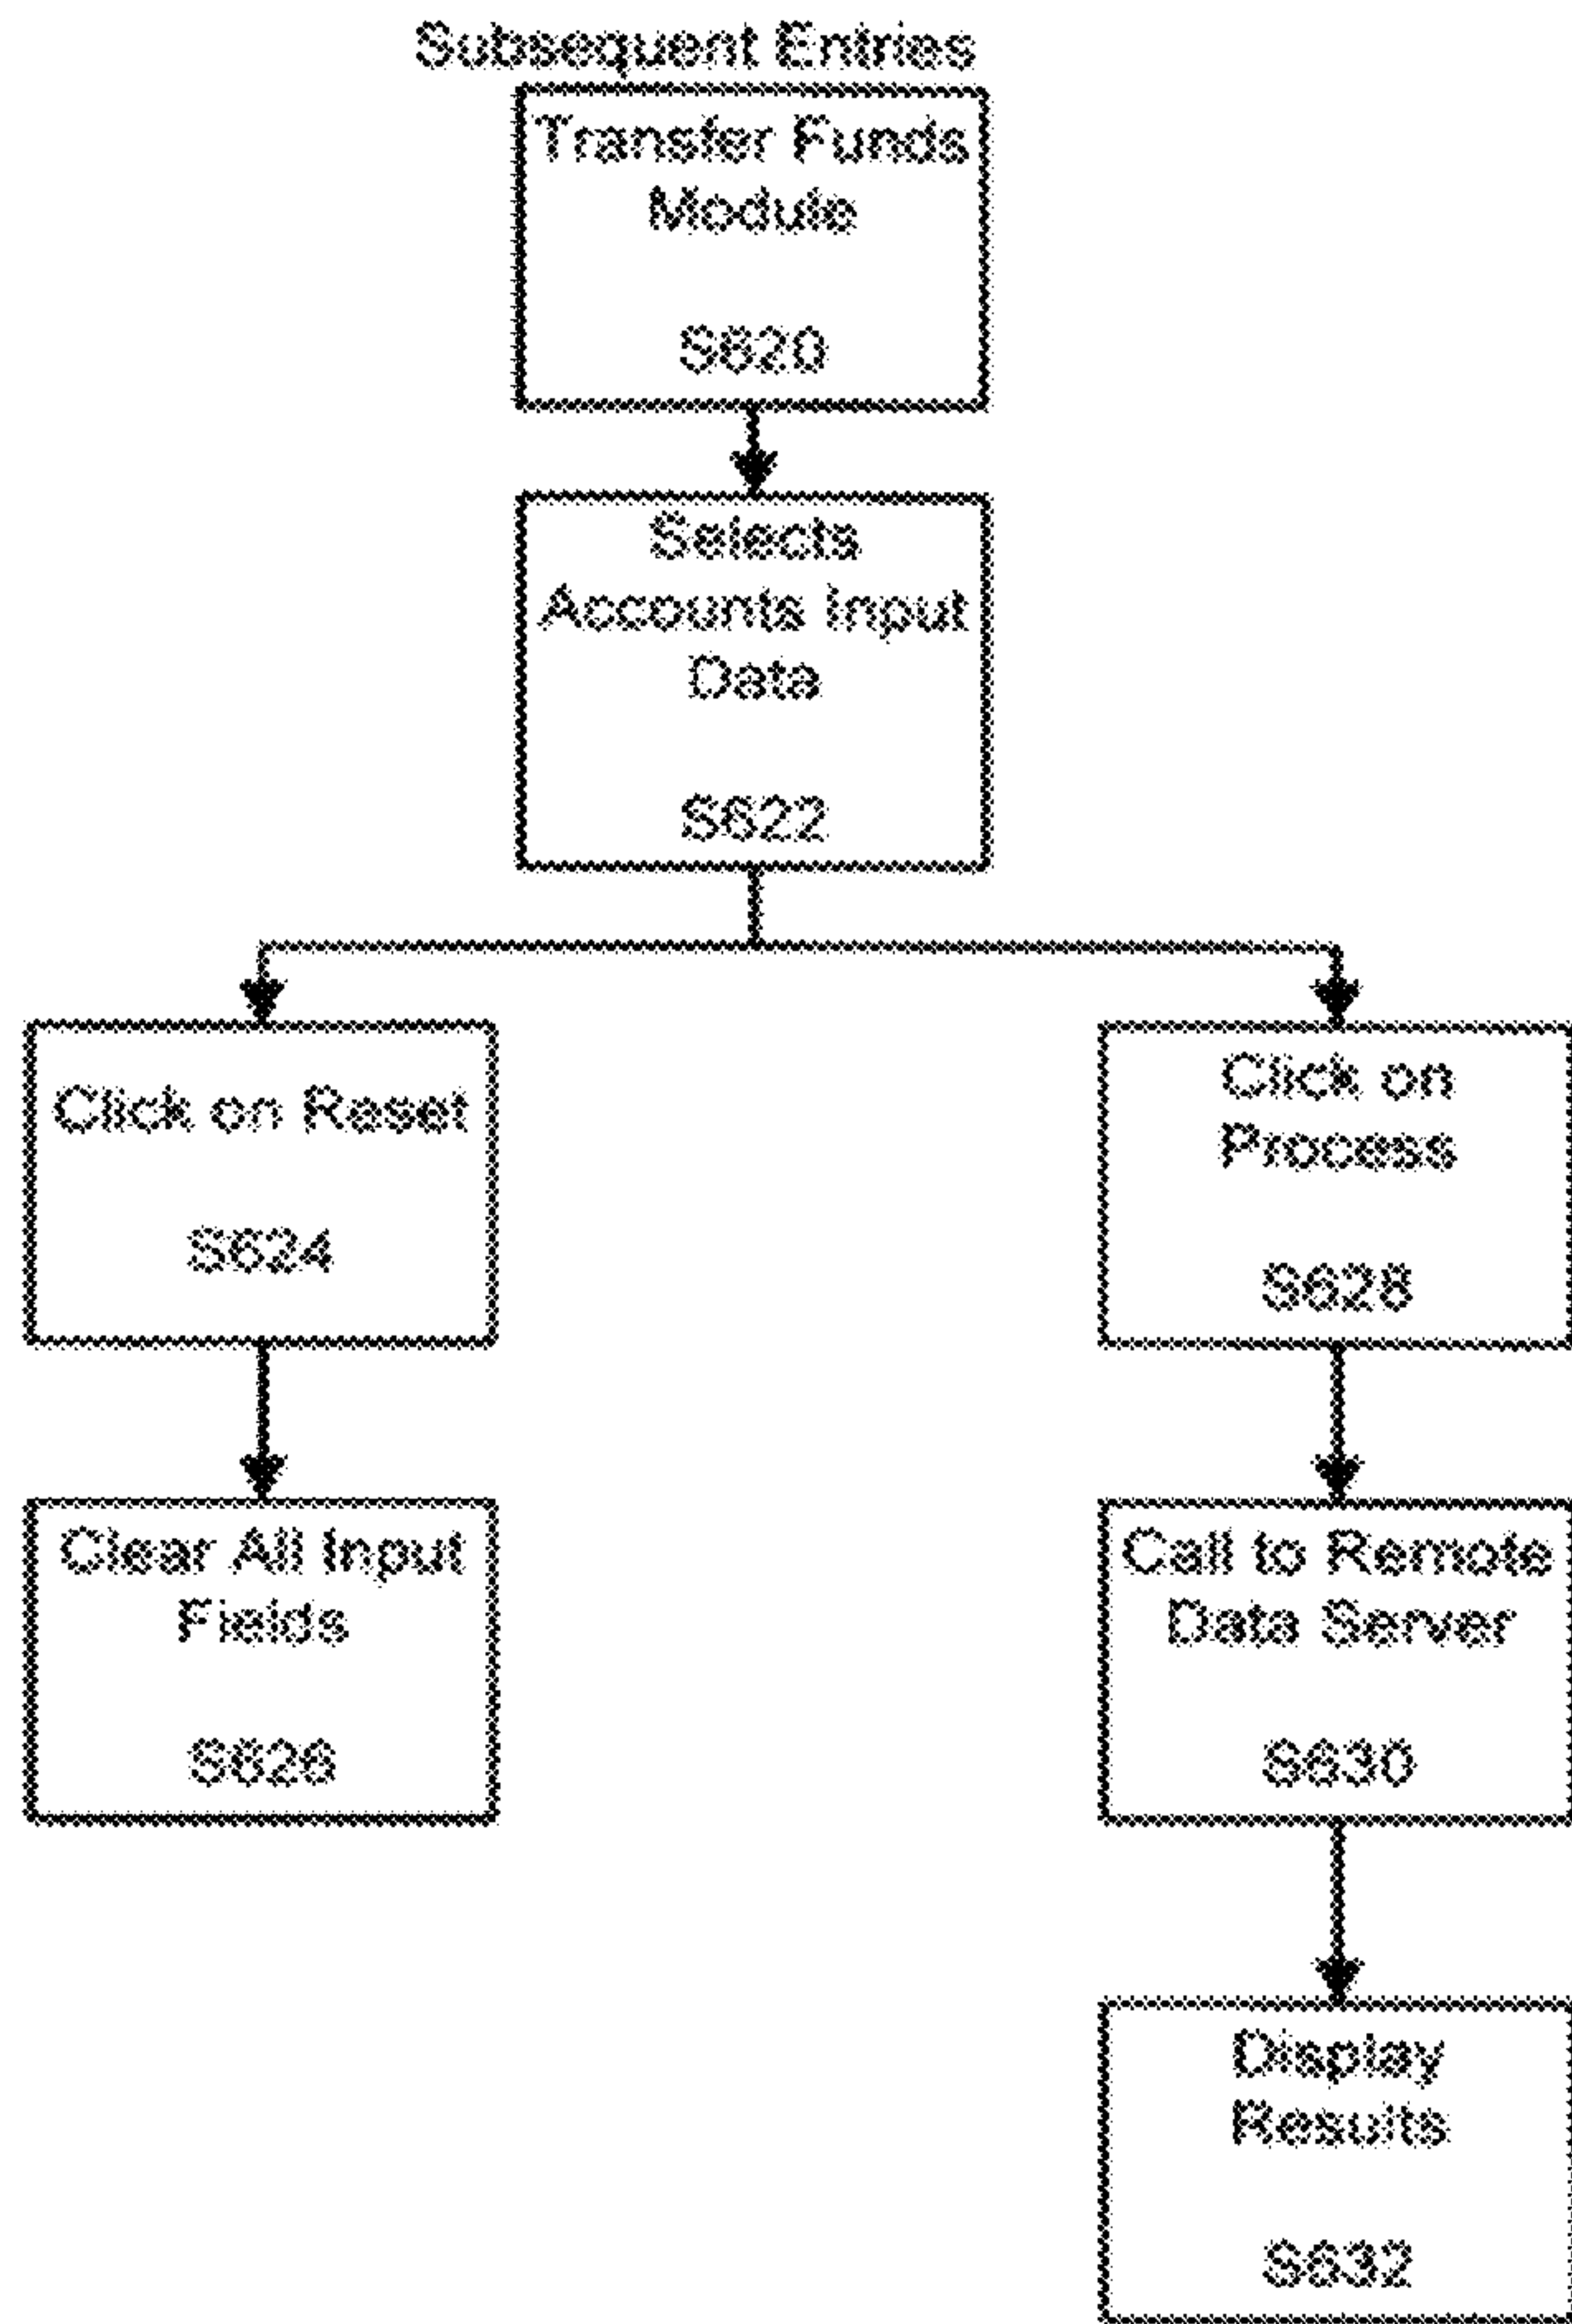 Subsequent Entries
Transfer Funds
Module
S620
Selects
Accounts Input
Data
S622
Click on Reset
S624
Click on
Process
S628
Clear All Input
Fields
S626
Call to Remote
Data Server
S630
Display
Results
S632